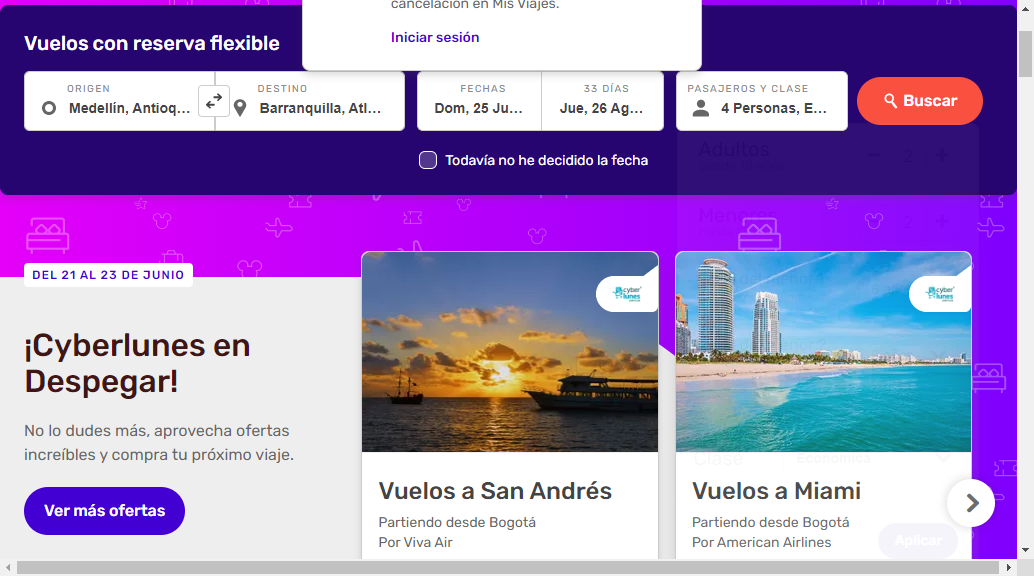 cancelación en Mis Viajes.
Iniciar sesión
Vuelos con reserva flexible
ORIGEN
Medellín, Antioq...
DESTINO
Barranquilla, Atl...
FECHAS
Dom, 25 Ju...
33 DÍAS
Jue, 26 Ag...
PASAJEROS Y CLASE
4 Personas, E...
Buscar
Todavía no he decidido la fecha
Adultos
2
Menores
2
DEL 21 AL 23 DE JUNIO
¡Cyberlunes en
Despegar!
No lo dudes más, aprovecha ofertas
increíbles y compra tu próximo viaje.
Ver más ofertas
cyber
lunes
Vuelos a San Andrés
Partiendo desde Bogotá
Por Viva Air
cyber
lunes
Clase
Económica
Vuelos a Miami
Partiendo desde Bogotá
Por American Airlines
Aplicar